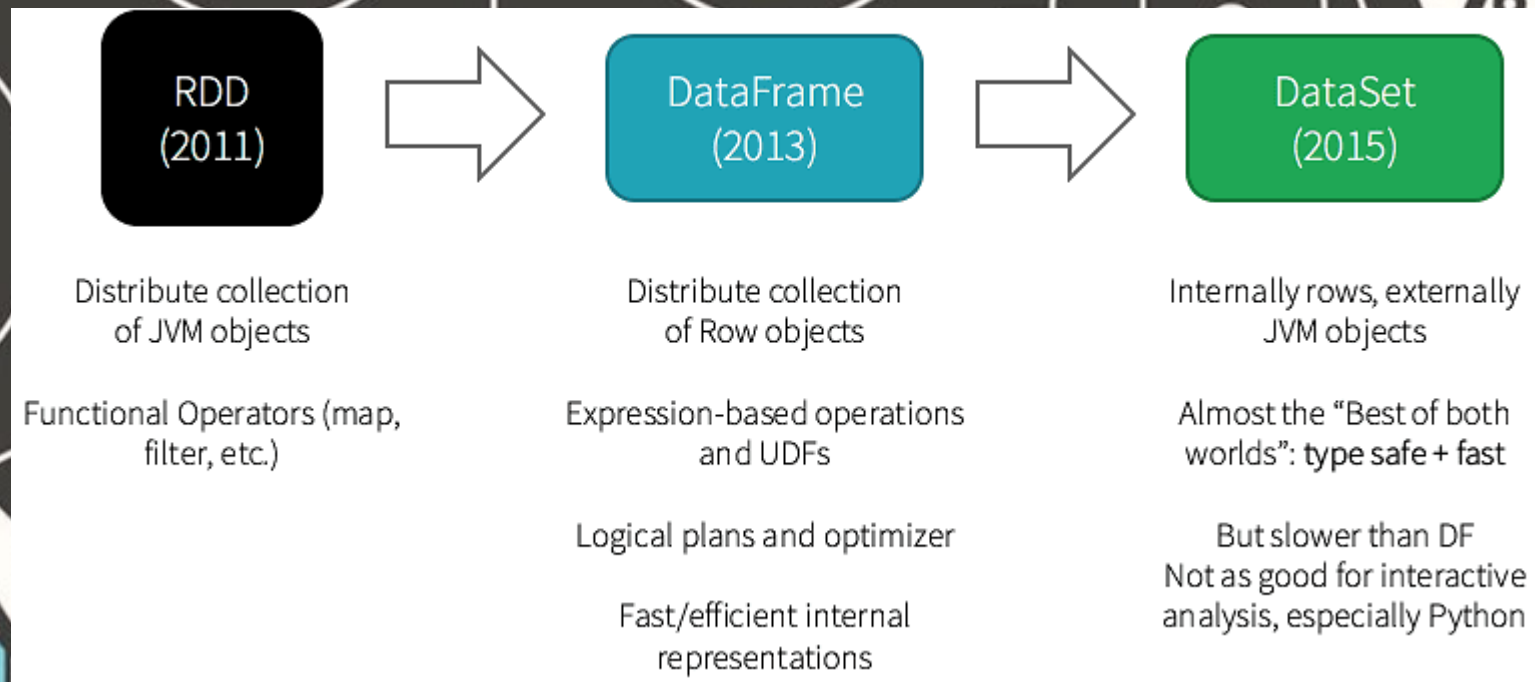 RDD
(2011)
DataFrame
(2013)
DataSet
(2015)
Distribute collection
of JVM objects
Functional Operators (map,
filter, etc.)
Distribute collection
of Row objects
Expression-based operations
and UDFs
Logical plans and optimizer
Fast/efficient internal
representations
Internally rows, externally
JVM objects
Almost the “Best of both
worlds”: type safe + fast
But slower than DF
Not as good for interactive
analysis, especially Python